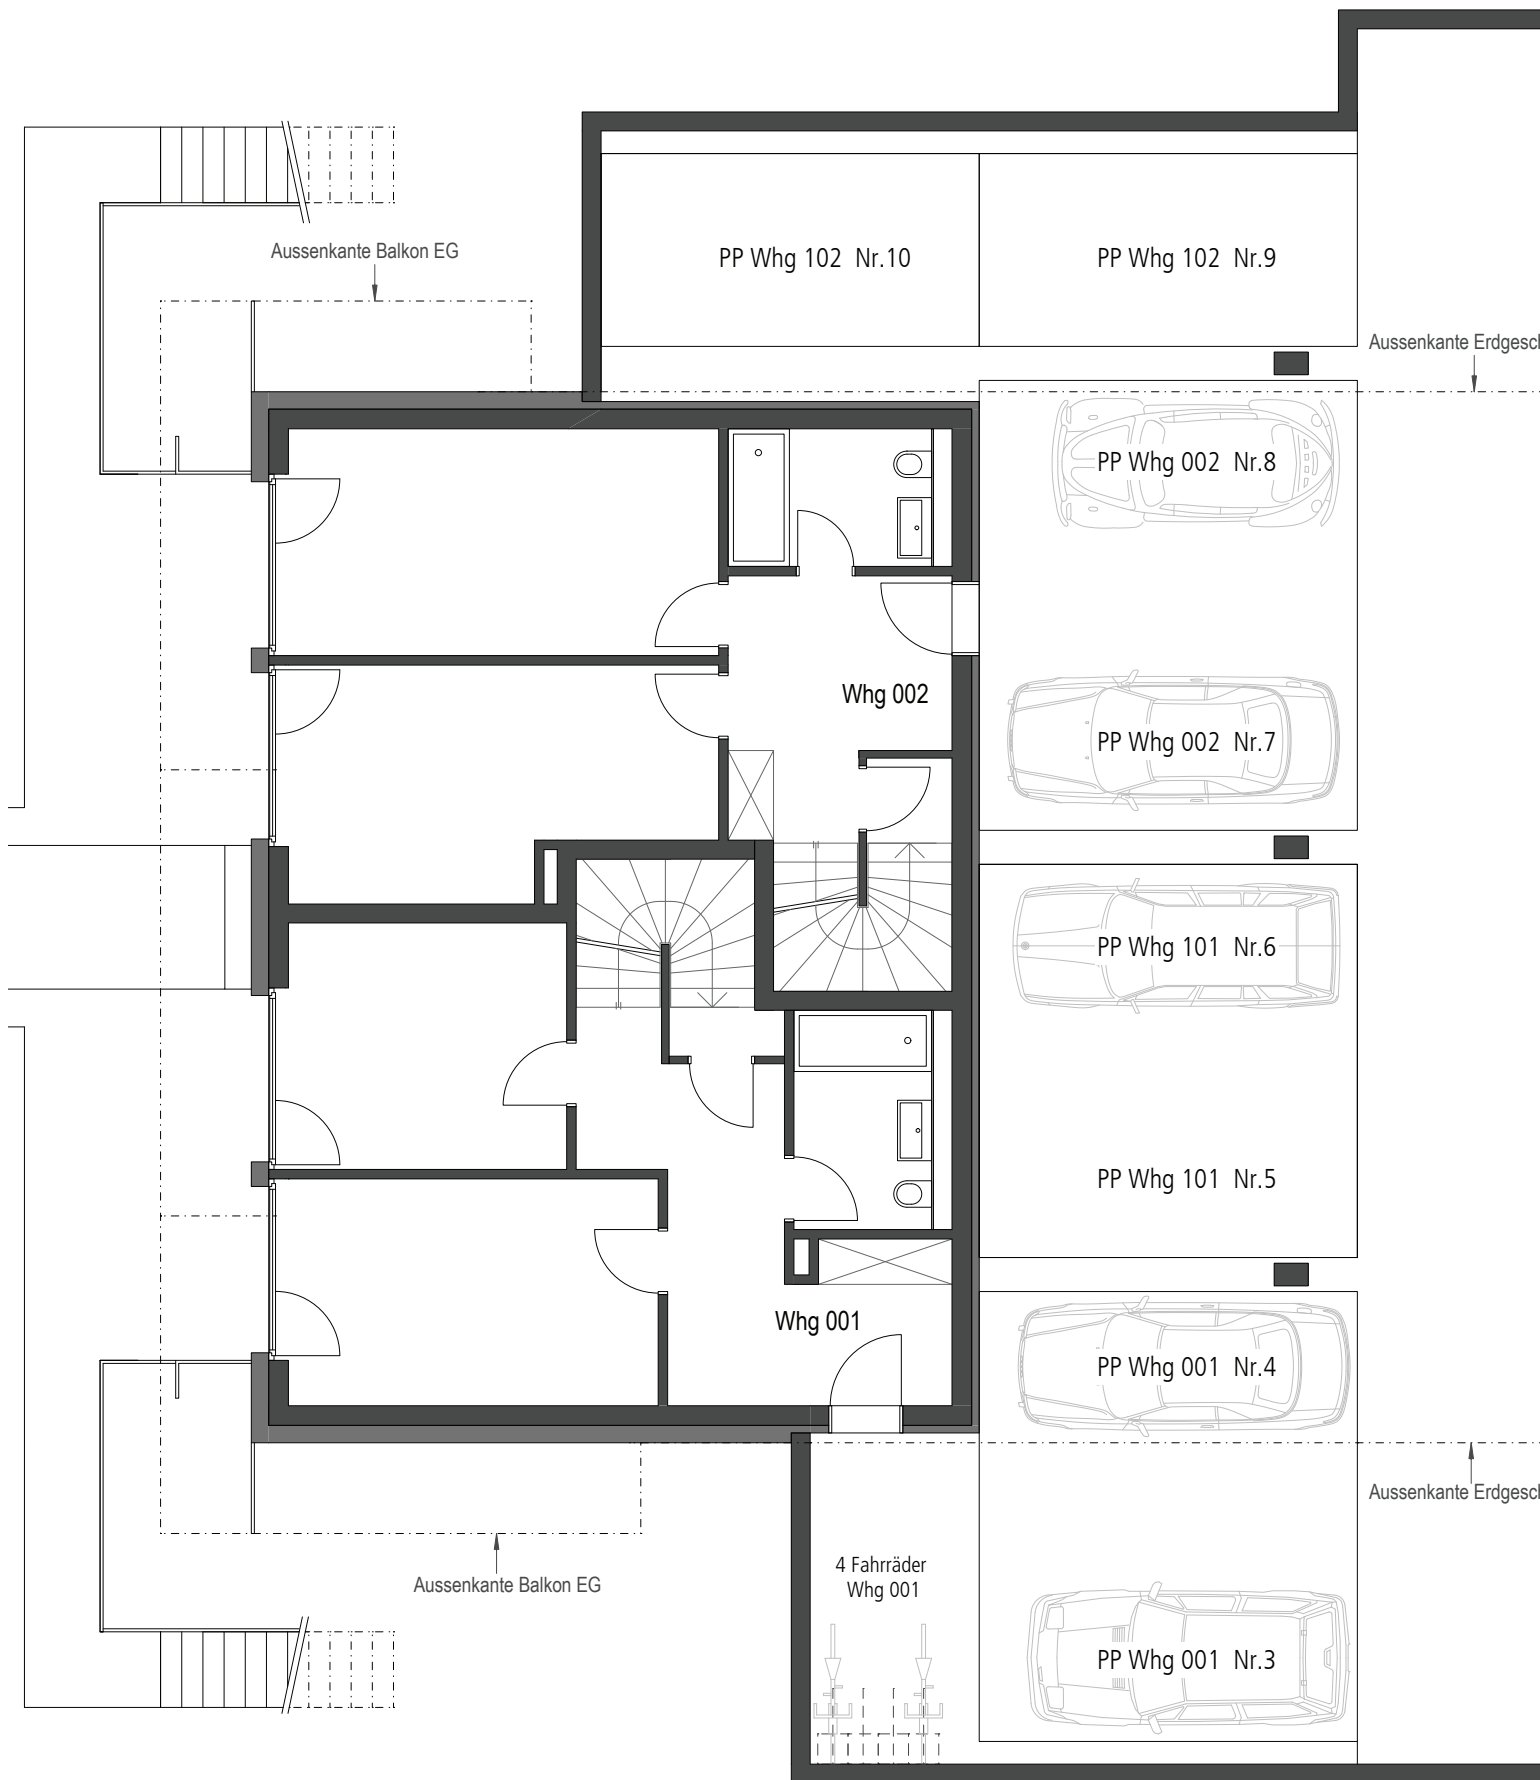 Aussenkante Balkon EG
PP Whg 102 Nr.10
PP Whg 102 Nr.9
Aussenkante Erdgesch
PP Whg 002 Nr.8
Whg 002
PP Whg 002 Nr.7
PP Whg 101 Nr.6
PP Whg 101 Nr.5
Whg 001
PP Whg 001 Nr.4
Aussenkante Erdgesch
4 Fahrräder
Whg 001
Aussenkante Balkon EG
PP Whg 001 Nr.3